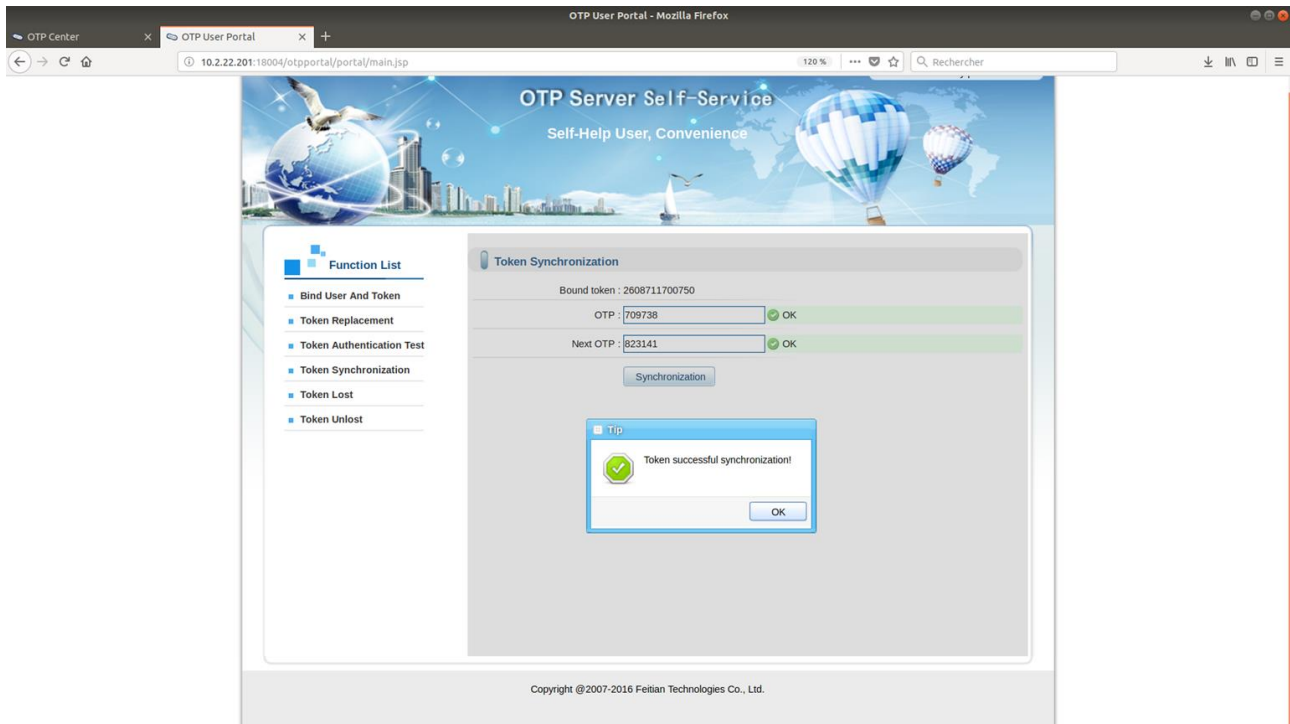 OTP User Portal - Mozilla Firefox
OTP Center
OTP User Portal
10.2.22.201:18004/otpportal/portal/main.jsp
120 %
Rechercher
OTP Server Self-Service
Self-Help User, Convenience
Function List
Bind User And Token
Token Replacement
Token Authentication Test
Token Synchronization
Token Lost
Token Unlost
Token Synchronization
Bound token : 2608711700750
OTP : 709738 OK
Next OTP : 823141 OK
Synchronization
Tip
Token successful synchronization!
OK
Copyright @2007-2016 Feitian Technologies Co., Ltd.